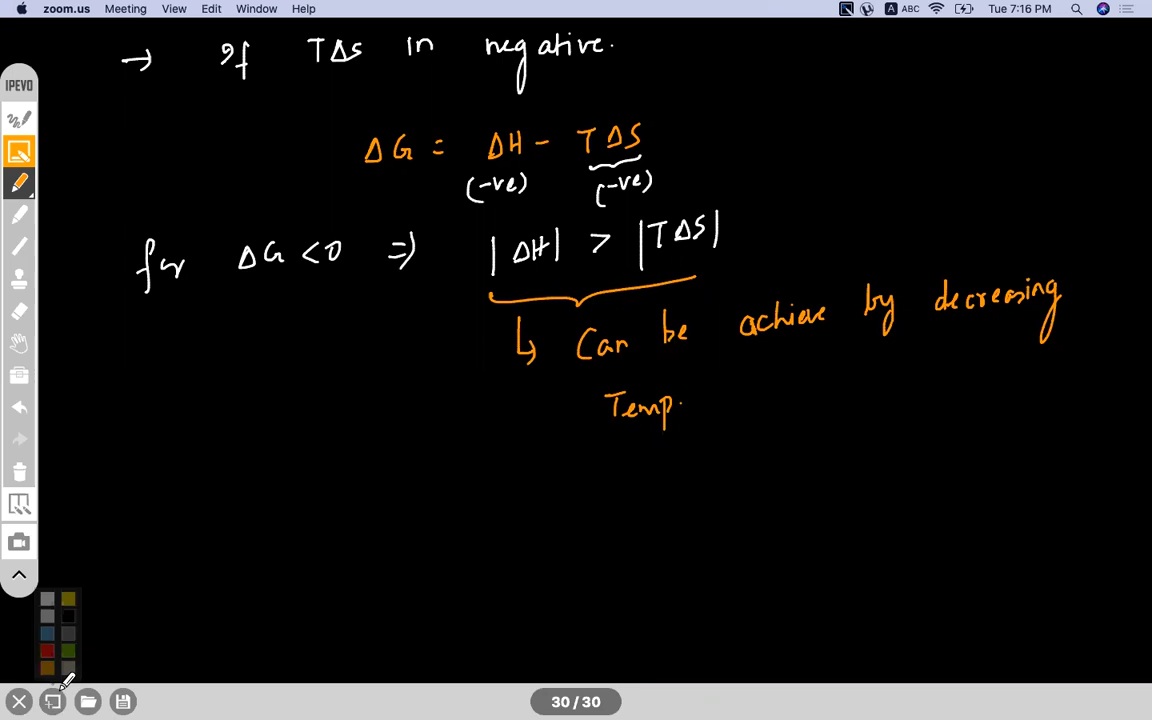 zoom.us Meeting View Edit Window Help ABC Tue 7:16 PM
→ If TΔS in negative.
IPEVO
ΔG = ΔH - TΔS
(-ve) (-ve)
for ΔG < 0 ⇒ |ΔH| > |TΔS|
↳ Can be achieve by decreasing
Temp.
30 / 30